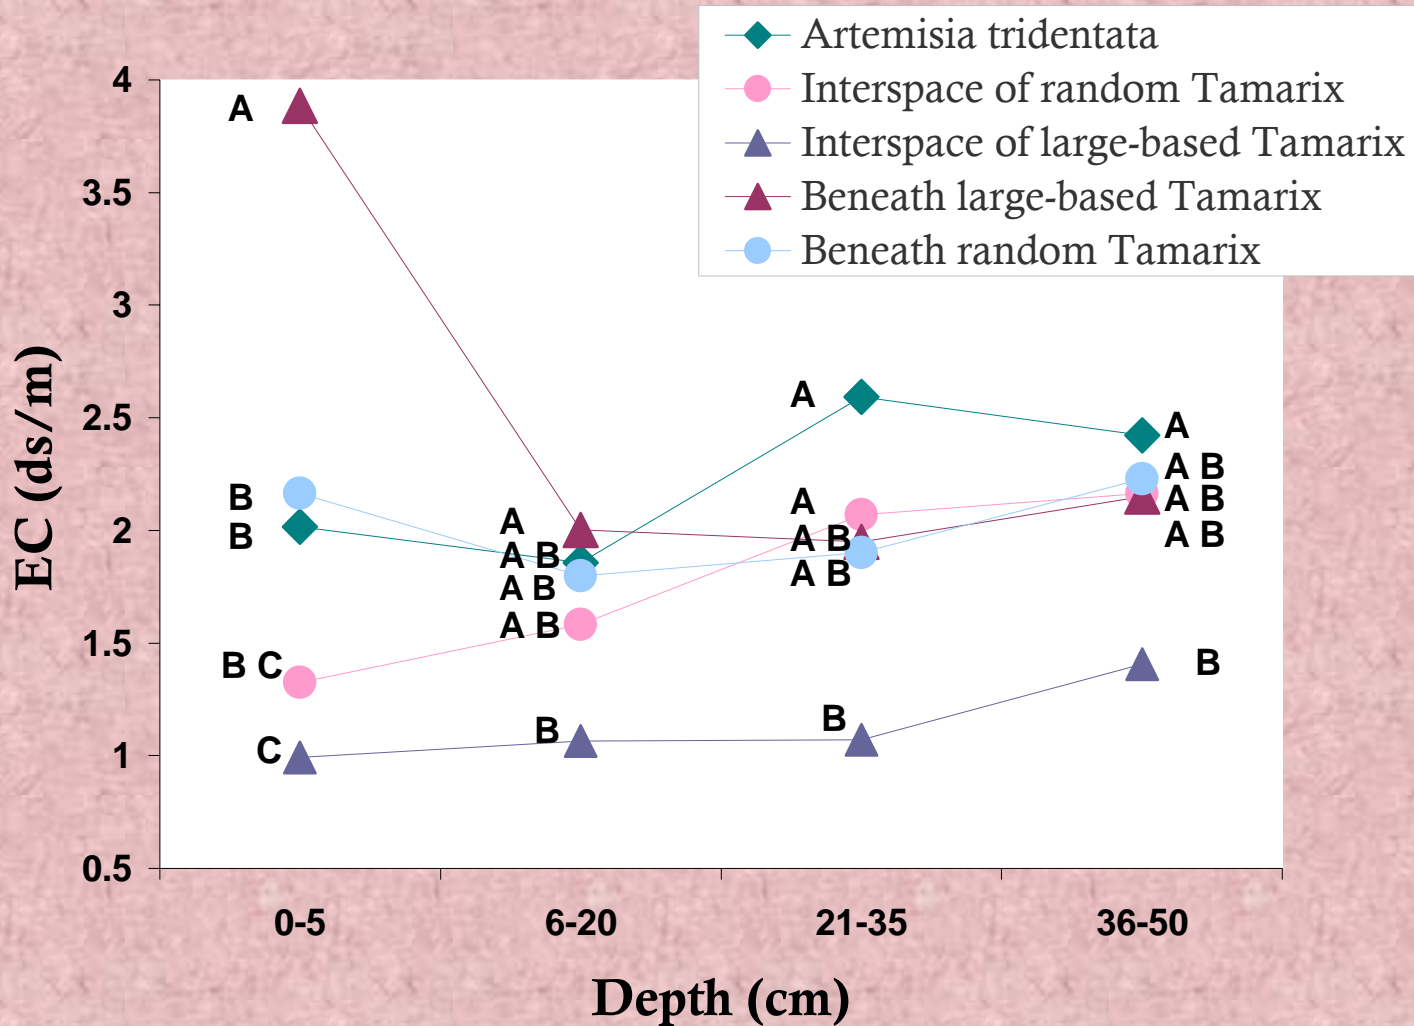 Artemisia tridentata
Interspace of random Tamarix
Interspace of large-based Tamarix
Beneath large-based Tamarix
Beneath random Tamarix
4
3.5
3
2.5
2
1.5
1
0.5
EC (ds/m)
A
B
B
B C
C
A
A B
A B
A B
B
A
A
A B
A B
B
A
A B
A B
A B
B
0-5
6-20
21-35
36-50
Depth (cm)